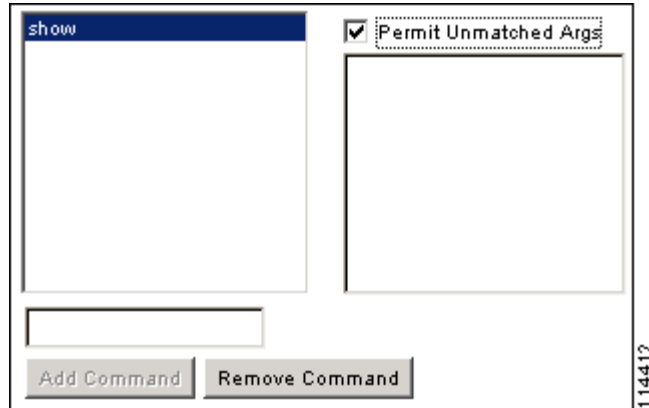 show
Permit Unmatched Args
Add Command
Remove Command
114412